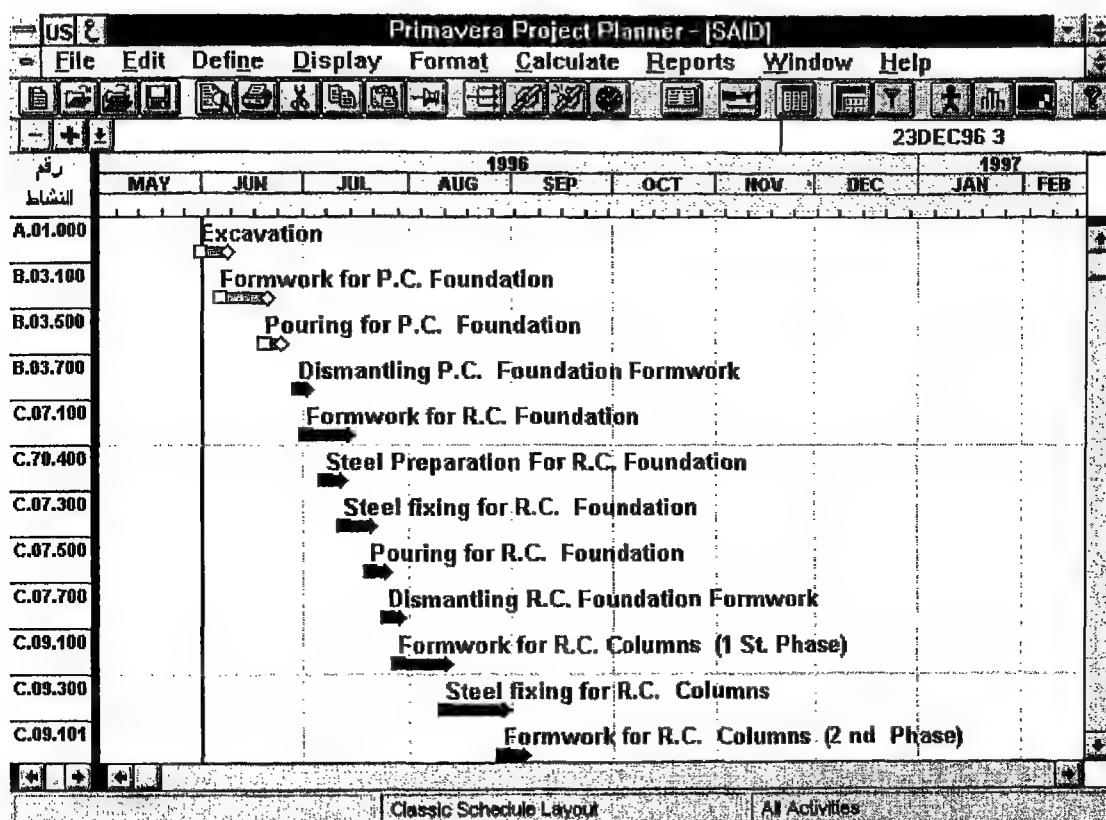 US ع Primavera Project Planner - [SAID]
File Edit Define Display Format Calculate Reports Window Help
23DEC96 3
رقم
النشاط
1996 1997
MAY JUN JUL AUG SEP OCT NOV DEC JAN FEB
A.01.000 Excavation
B.03.100 Formwork for P.C. Foundation
B.03.500 Pouring for P.C. Foundation
B.03.700 Dismantling P.C. Foundation Formwork
C.07.100 Formwork for R.C. Foundation
C.70.400 Steel Preparation For R.C. Foundation
C.07.300 Steel fixing for R.C. Foundation
C.07.500 Pouring for R.C. Foundation
C.07.700 Dismantling R.C. Foundation Formwork
C.09.100 Formwork for R.C. Columns (1 St. Phase)
C.09.300 Steel fixing for R.C. Columns
C.09.101 Formwork for R.C. Columns (2 nd Phase)
Classic Schedule Layout All Activities